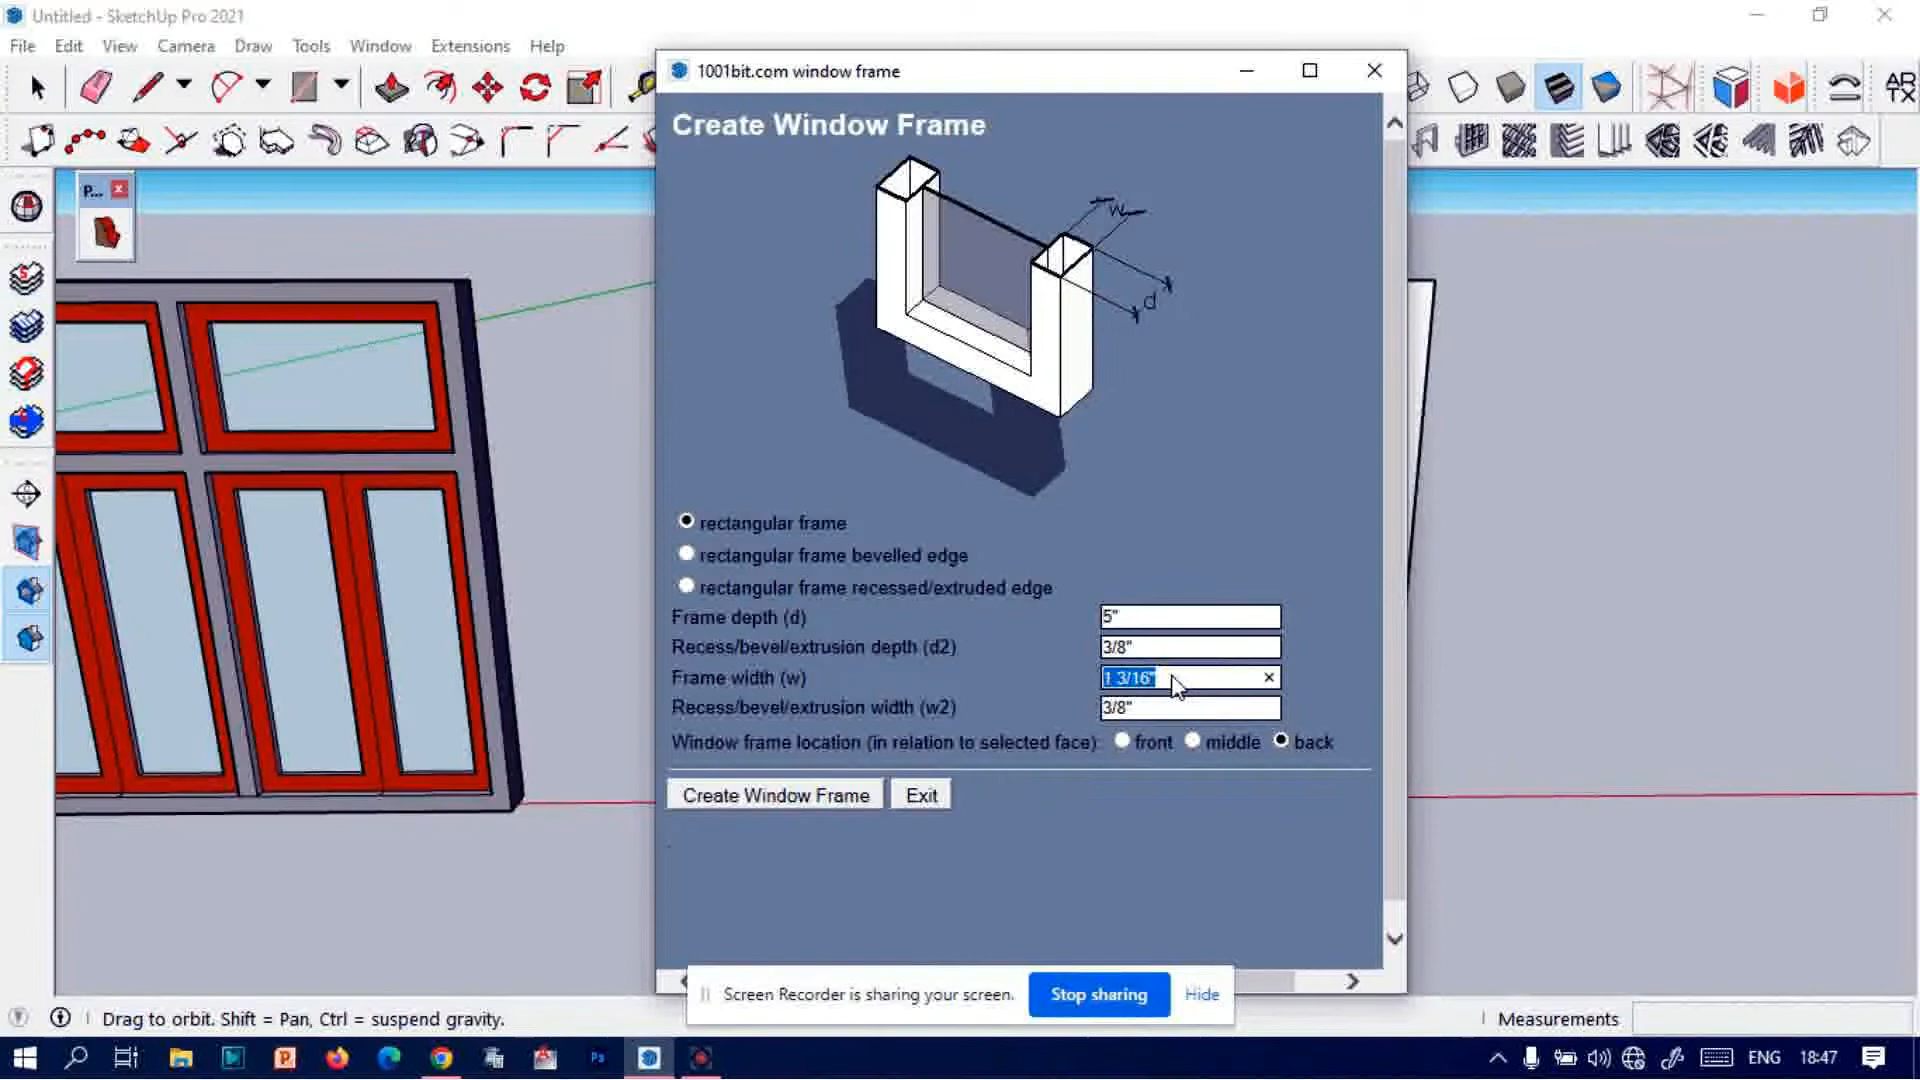 Untitled - SketchUp Pro 2021
File Edit View Camera Draw Tools Window Extensions Help
1001bit.com window frame
AR
TX
P...
Create Window Frame
w
d
rectangular frame
rectangular frame bevelled edge
rectangular frame recessed/extruded edge
Frame depth (d) 5"
Recess/bevel/extrusion depth (d2) 3/8"
Frame width (w) 1 3/16"
Recess/bevel/extrusion width (w2) 3/8"
Window frame location (in relation to selected face): front middle back
Create Window Frame Exit
Screen Recorder is sharing your screen. Stop sharing Hide
Drag to orbit. Shift = Pan, Ctrl = suspend gravity. Measurements
ENG 18:47